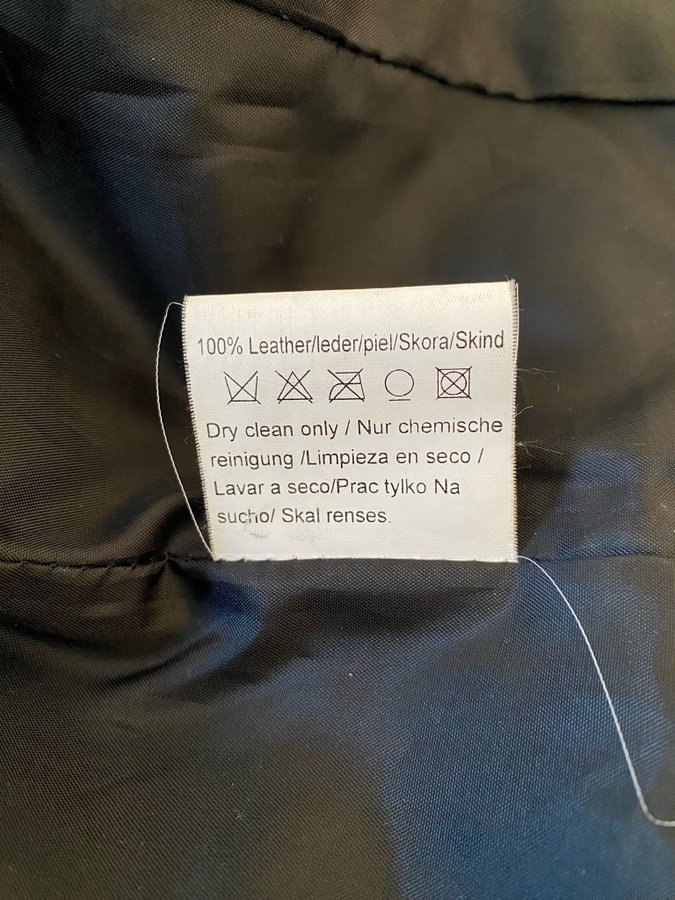 100% Leather/leder/piel/Skora/Skind
Dry clean only / Nur chemische
reinigung /Limpieza en seco /
Lavar a seco/Prac tylko Na
sucho/ Skal renses.